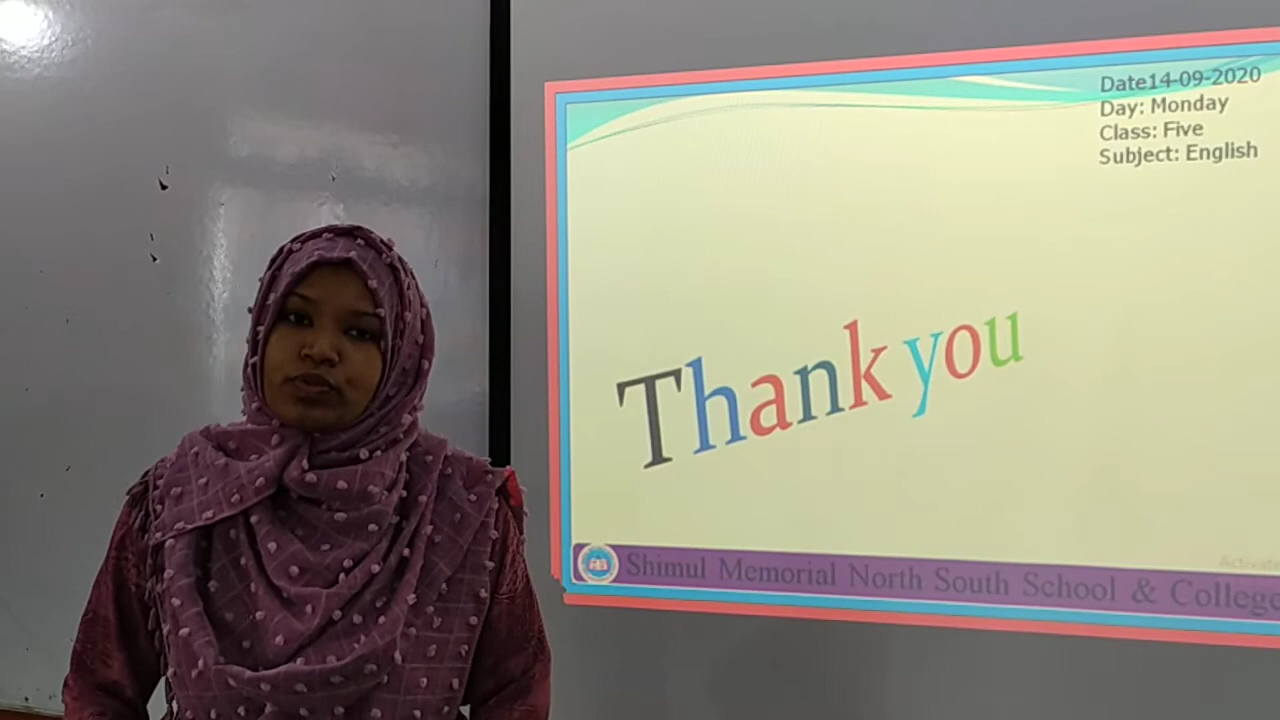 Date14-09-2020
Day: Monday
Class: Five
Subject: English
Thank you
Shimul Memorial North South School & College